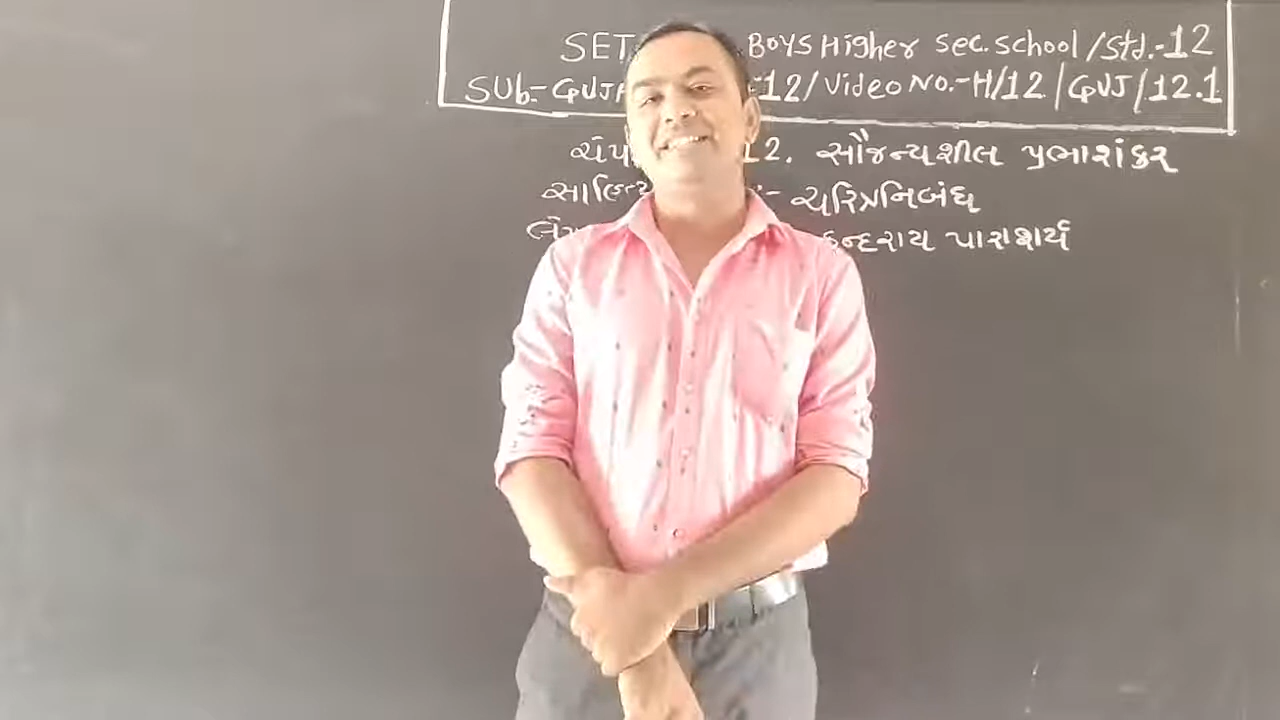 SET BOYS Higher Sec. School / Std.-12
SUb.- GUJ 12 / Video No.-H/12 / GUJ / 12.1
12. સૌજન્યશીલ પ્રભાશંકર
ચરિત્રનિબંધ
પારાશર્ય